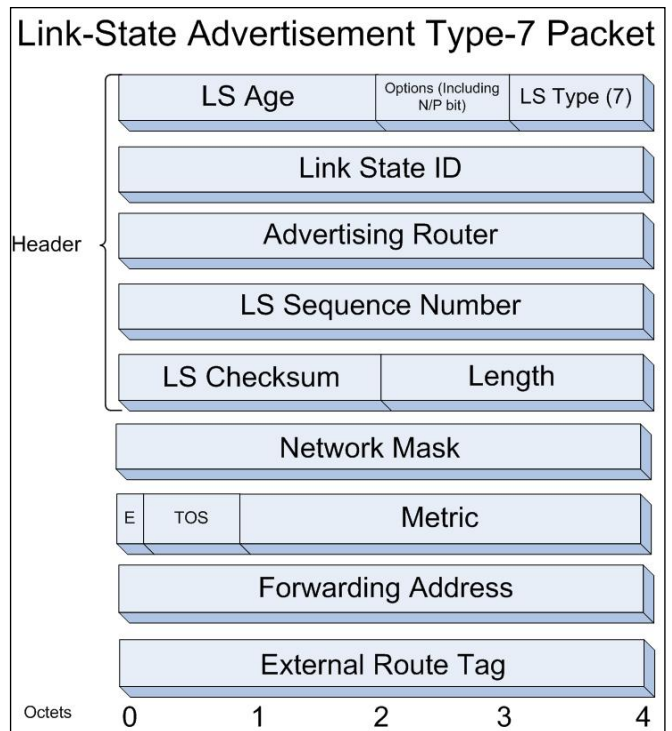 Link-State Advertisement Type-7 Packet
LS Age
Options (Including
N/P bit)
LS Type (7)
Link State ID
Header
Advertising Router
LS Sequence Number
LS Checksum
Length
Network Mask
E
TOS
Metric
Forwarding Address
External Route Tag
Octets 0 1 2 3 4